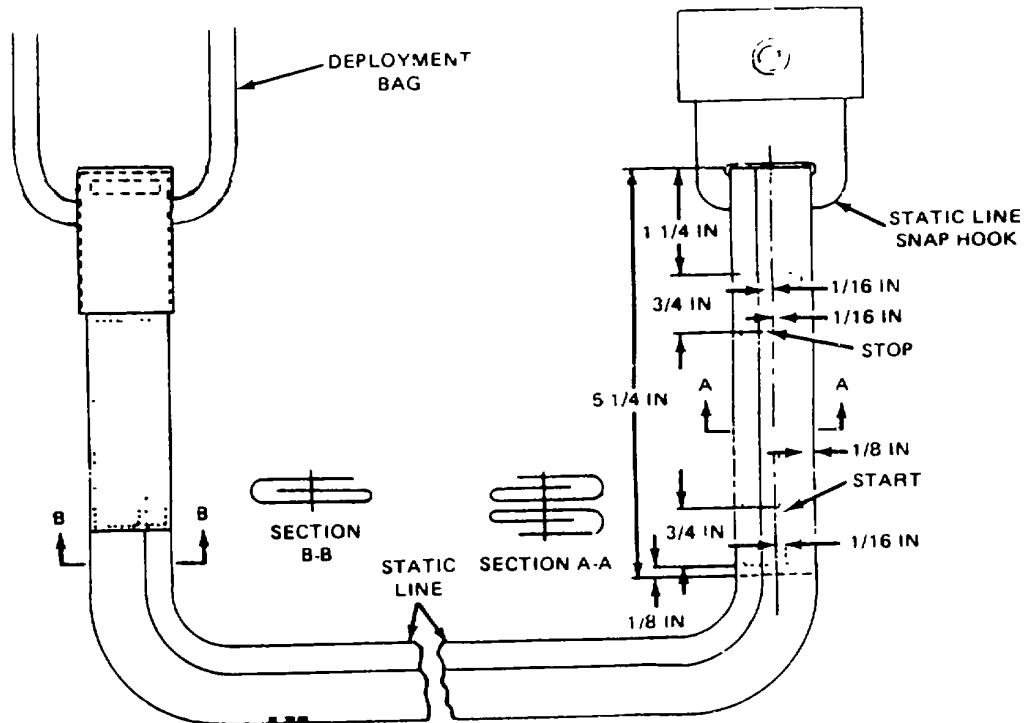 DEPLOYMENT
BAG
STATIC LINE
SNAP HOOK
1 1/4 IN
1/16 IN
3/4 IN
1/16 IN
STOP
A
A
5 1/4 IN
1/8 IN
START
B
B
SECTION
B-B
SECTION A-A
3/4 IN
1/16 IN
STATIC
LINE
1/8 IN